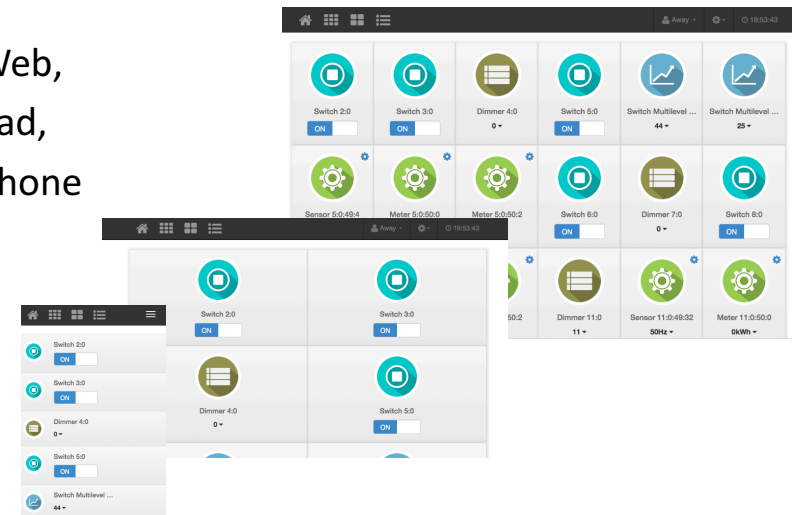 Web,
ad,
hone
Away
19:53:43
Switch 2:0
Switch 3:0
Dimmer 4:0
Switch 5:0
Switch Multilevel ...
Switch Multilevel ...
ON
ON
0
ON
44
25
Sensor 5:0:49:4
Meter 5:0:50:0
Meter 5:0:50:2
Switch 6:0
Dimmer 7:0
Switch 8:0
ON
0
ON
50:2
Dimmer 11:0
Sensor 11:0:49:32
Meter 11:0:50:0
11
50Hz
0kWh
Away
19:53:43
Switch 2:0
Switch 3:0
ON
ON
Dimmer 4:0
Switch 5:0
0
ON
Switch 2:0
ON
Switch 3:0
ON
Dimmer 4:0
0
Switch 5:0
ON
Switch Multilevel ...
44